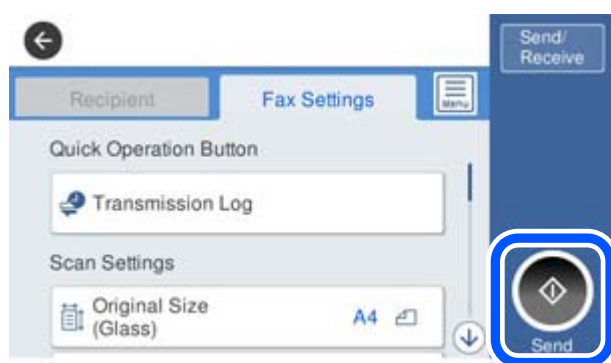 Send/
Receive
Recipient
Fax Settings
Menu
Quick Operation Button
Transmission Log
Scan Settings
Original Size
(Glass)
A4
Send